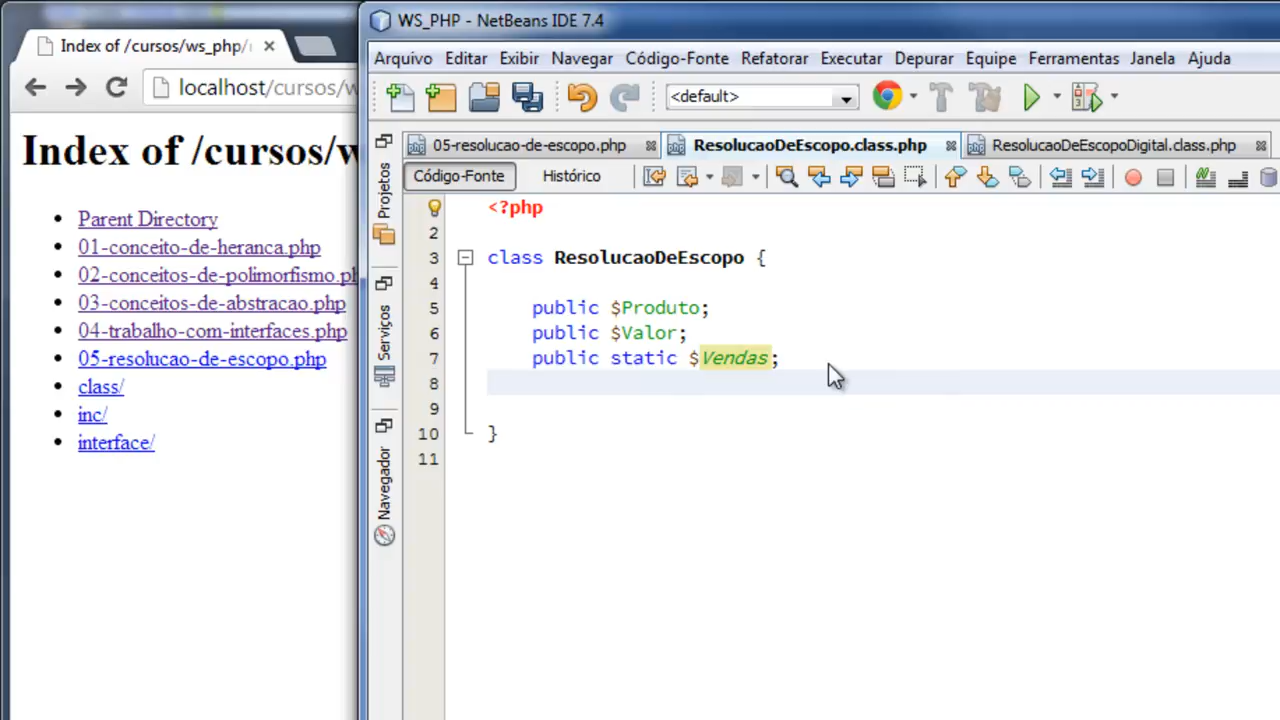 Index of /cursos/ws_php/
localhost/cursos/w
Index of /cursos/w
Parent Directory
01-conceito-de-heranca.php
02-conceitos-de-polimorfismo.ph
03-conceitos-de-abstracao.php
04-trabalho-com-interfaces.php
05-resolucao-de-escopo.php
class/
inc/
interface/
WS_PHP - NetBeans IDE 7.4
Arquivo Editar Exibir Navegar Código-Fonte Refatorar Executar Depurar Equipe Ferramentas Janela Ajuda
<default>
Projetos
Serviços
Navegador
05-resolucao-de-escopo.php ResolucaoDeEscopo.class.php ResolucaoDeEscopoDigital.class.php
Código-Fonte Histórico
<?php
2
3 class ResolucaoDeEscopo {
4
5 public $Produto;
6 public $Valor;
7 public static $Vendas;
8
9
10 }
11